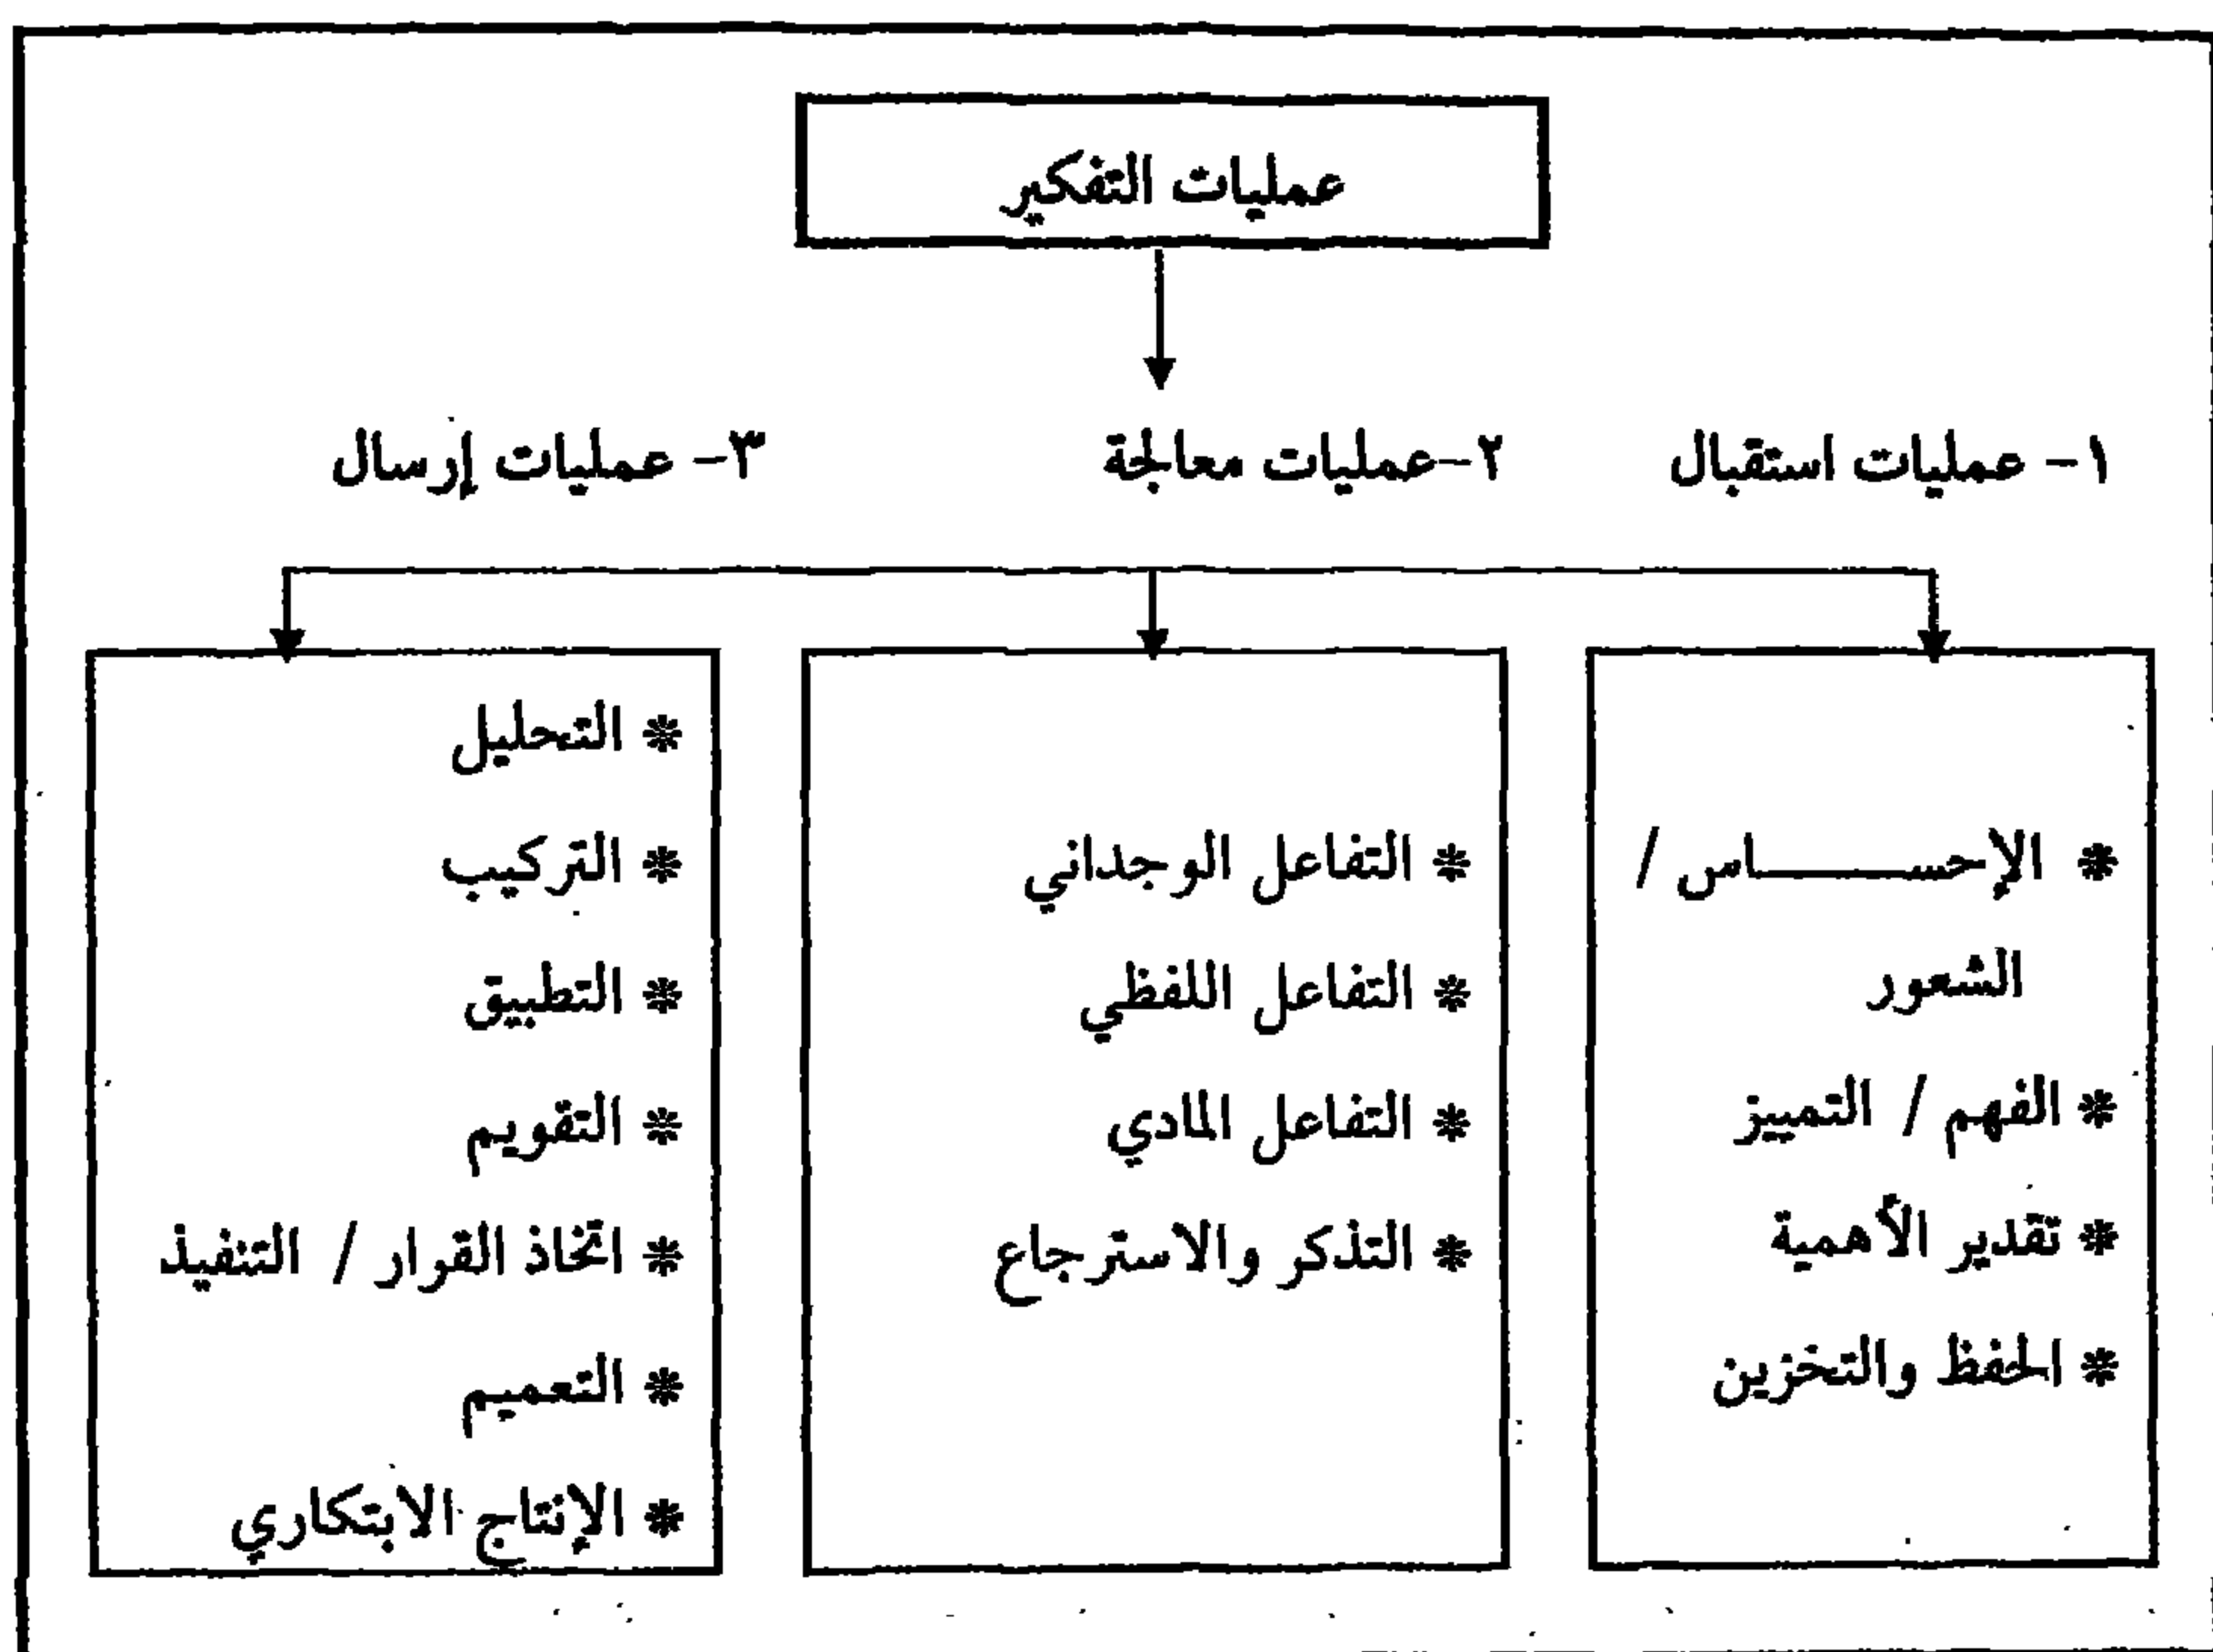 عمليات التفكير
١- عمليات استقبال
٢-عمليات معالجة
٣- عمليات إرسال
* الإحساس /
الشعور
* الفهم / التمييز
* تقدير الأهمية
* الحفظ والتخزين
* التفاعل الوجداني
* التفاعل اللفظي
* التفاعل المادي
* التذكر والاسترجاع
* التحليل
* التركيب
* التطبيق
* التقويم
* اتخاذ القرار / التنفيذ
* التعميم
* الإنتاج الابتكاري